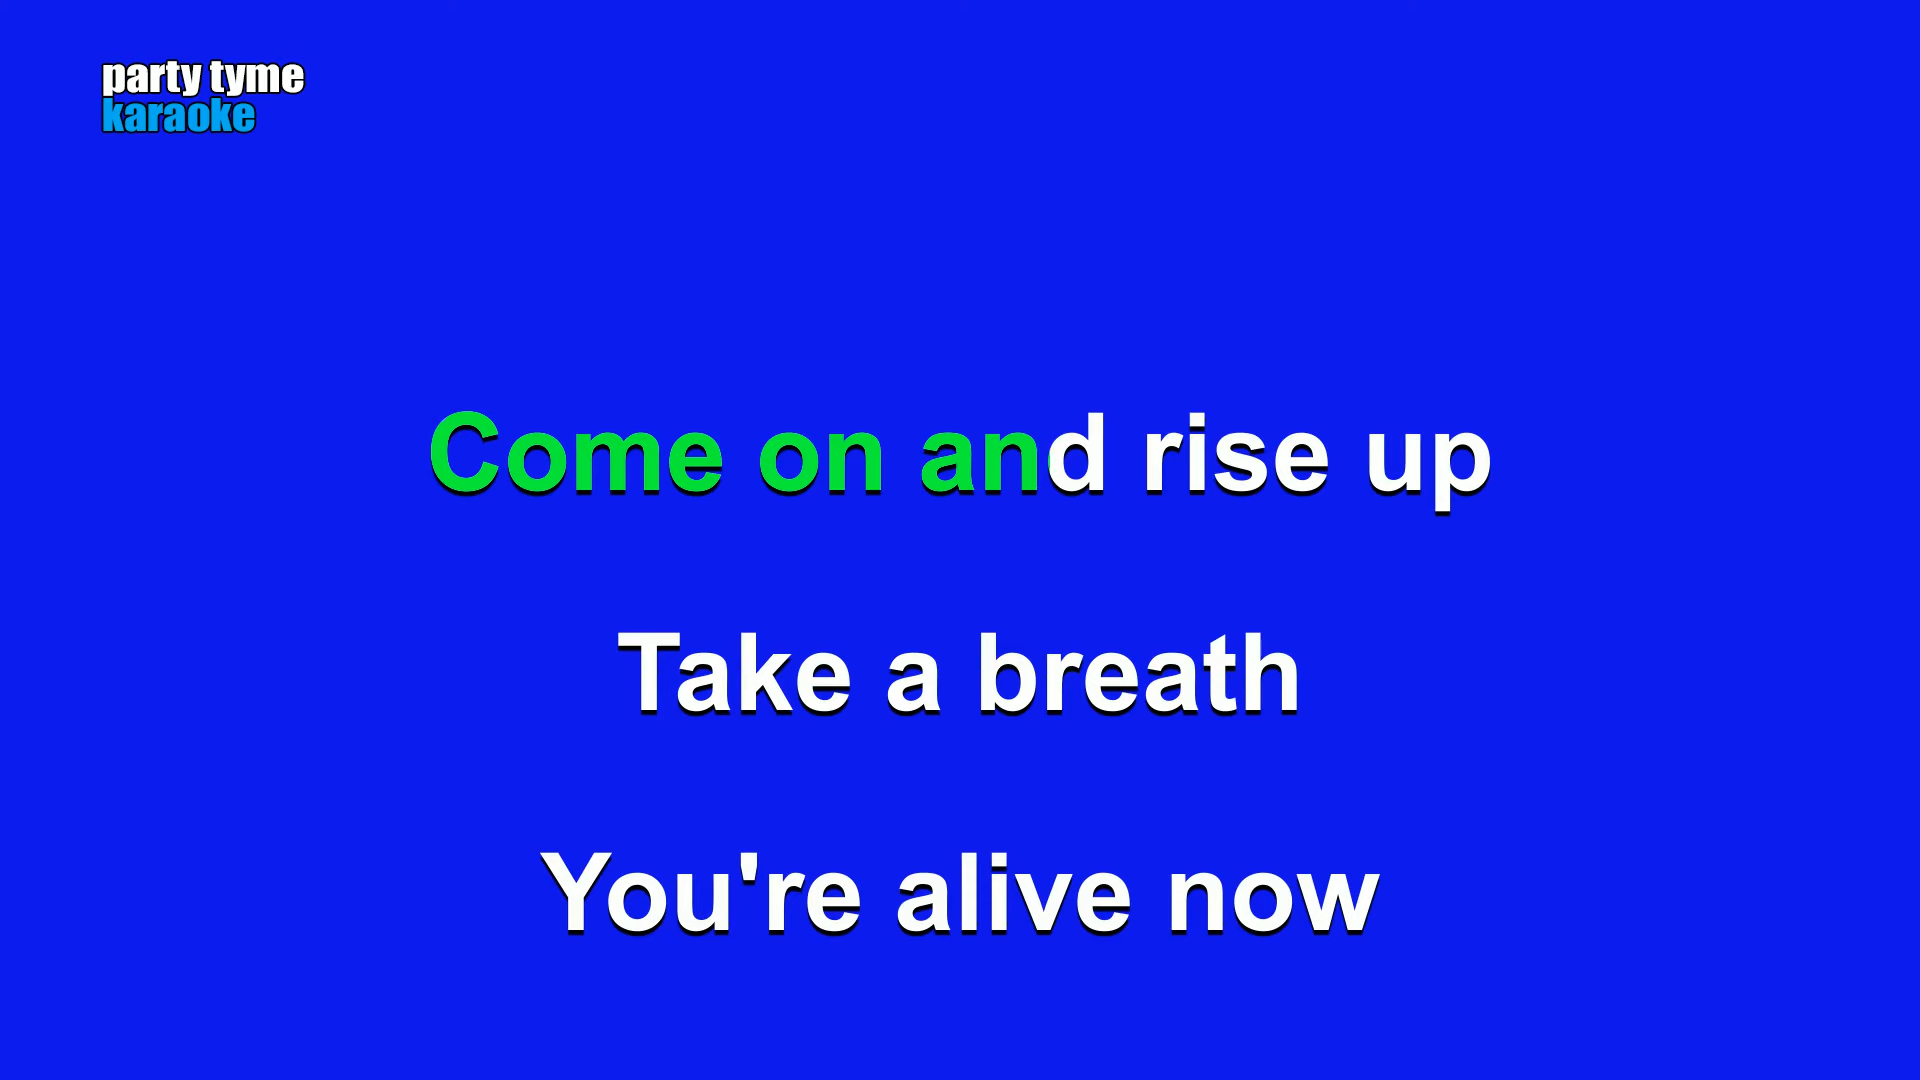 party tyme
karaoke
Come on and rise up
Take a breath
You're alive now